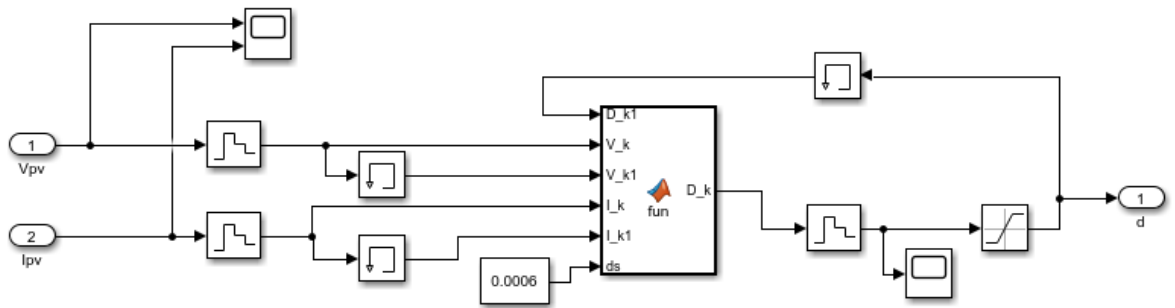 D_k1
1
Vpv
V_k
V_k1
D_k
fun
1
d
I_k
2
Ipv
I_k1
0.0006
ds